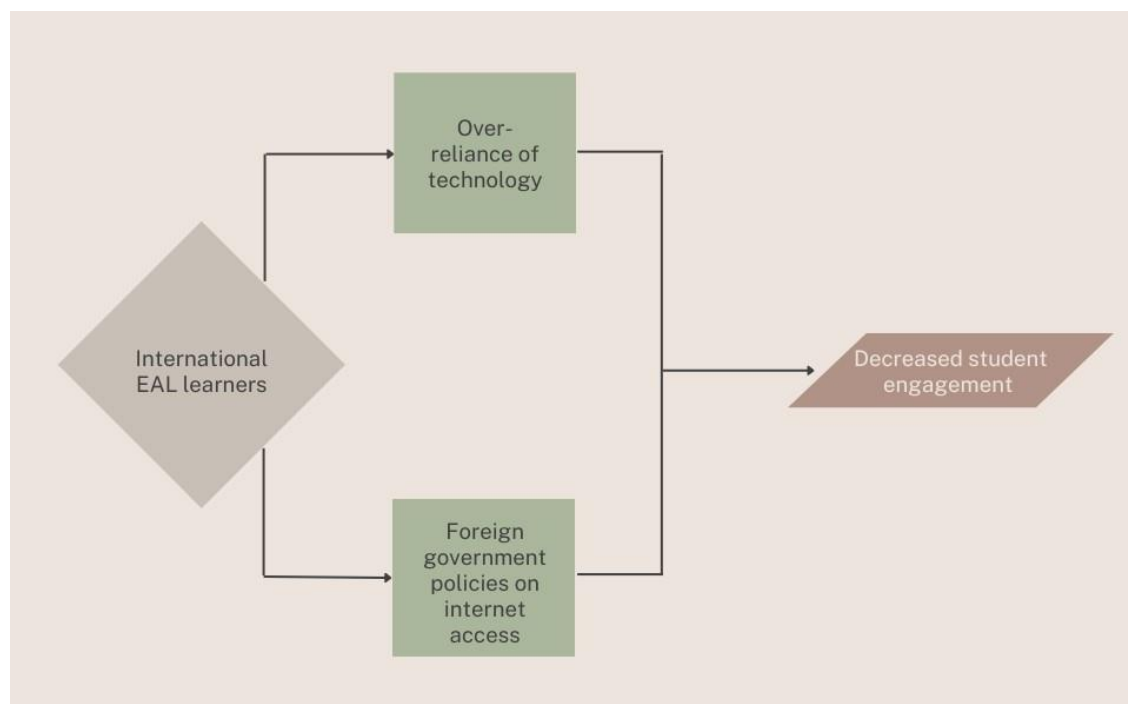 Over-
reliance of
technology
International
EAL learners
Decreased student
engagement
Foreign
government
policies on
internet
access